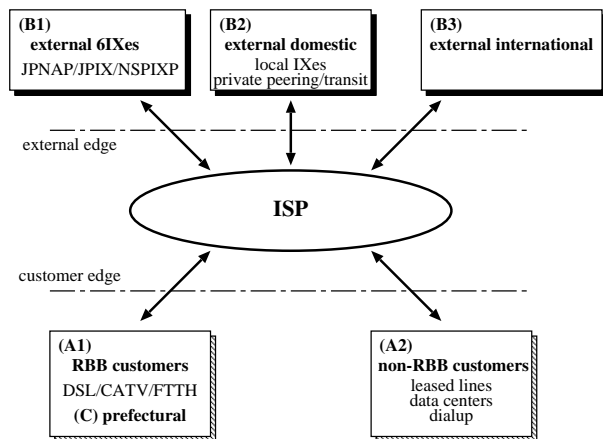 (B1)
external 6IXes
JPNAP/JPIX/NSPIXP
(B2)
external domestic
local IXes
private peering/transit
(B3)
external international
external edge
ISP
customer edge
(A1)
RBB customers
DSL/CATV/FTTH
(C) prefectural
(A2)
non-RBB customers
leased lines
data centers
dialup